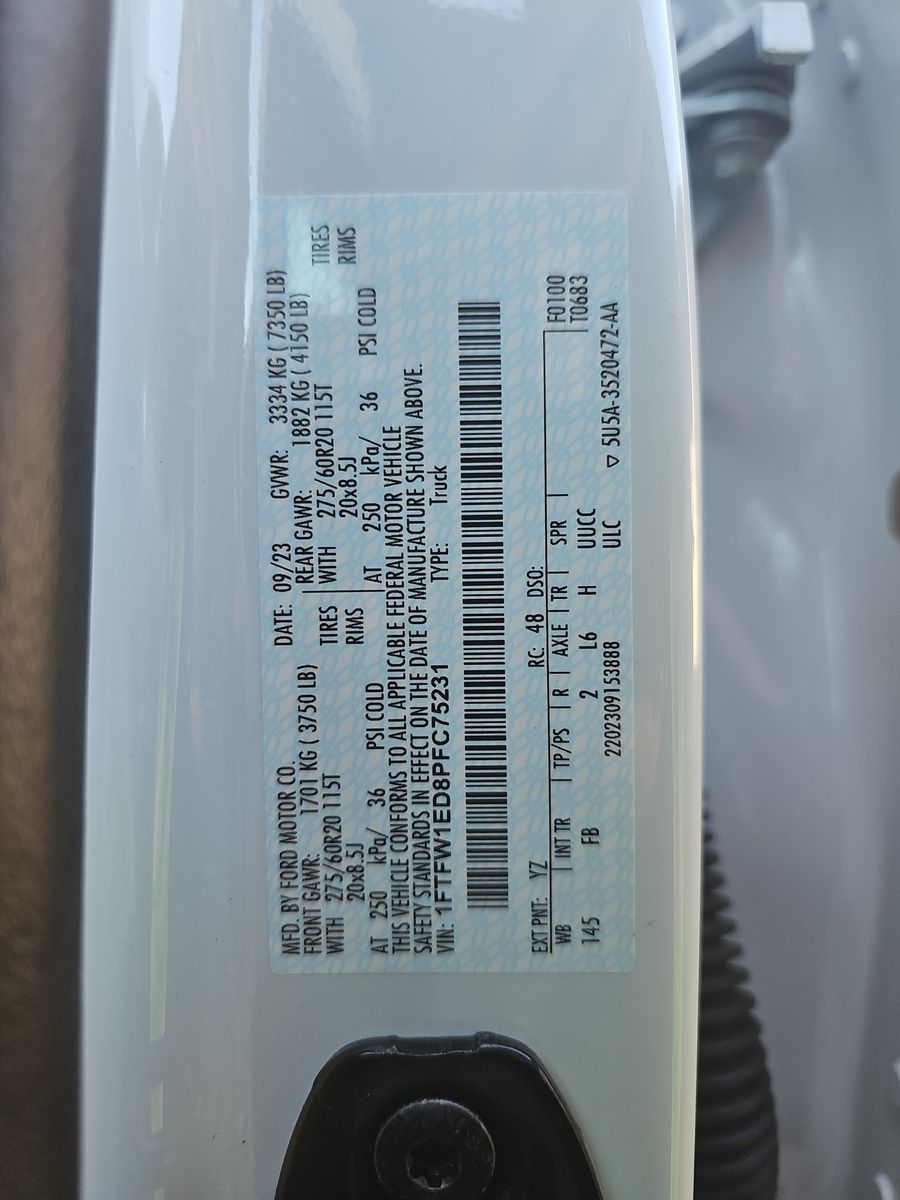 MFD. BY FORD MOTOR CO. DATE: 09/23 GVWR: 3334 KG ( 7350 LB)
FRONT GAWR: 1701 KG ( 3750 LB) REAR GAWR: 1882 KG ( 4150 LB)
WITH 275/60R20 115T TIRES WITH 275/60R20 115T TIRES
20x8.5J RIMS 20x8.5J RIMS
AT 250 kPa/ 36 PSI COLD AT 250 kPa/ 36 PSI COLD
THIS VEHICLE CONFORMS TO ALL APPLICABLE FEDERAL MOTOR VEHICLE
SAFETY STANDARDS IN EFFECT ON THE DATE OF MANUFACTURE SHOWN ABOVE.
VIN: 1FTFW1ED8PFC75231 TYPE: Truck
EXT PNT: YZ RC: 48 DSO: F0100
WB INT TR TP/PS R AXLE TR SPR T0683
145 FB 2 L6 H UUCC
2202309153888 ULC ▽ 5U5A-3520472-AA